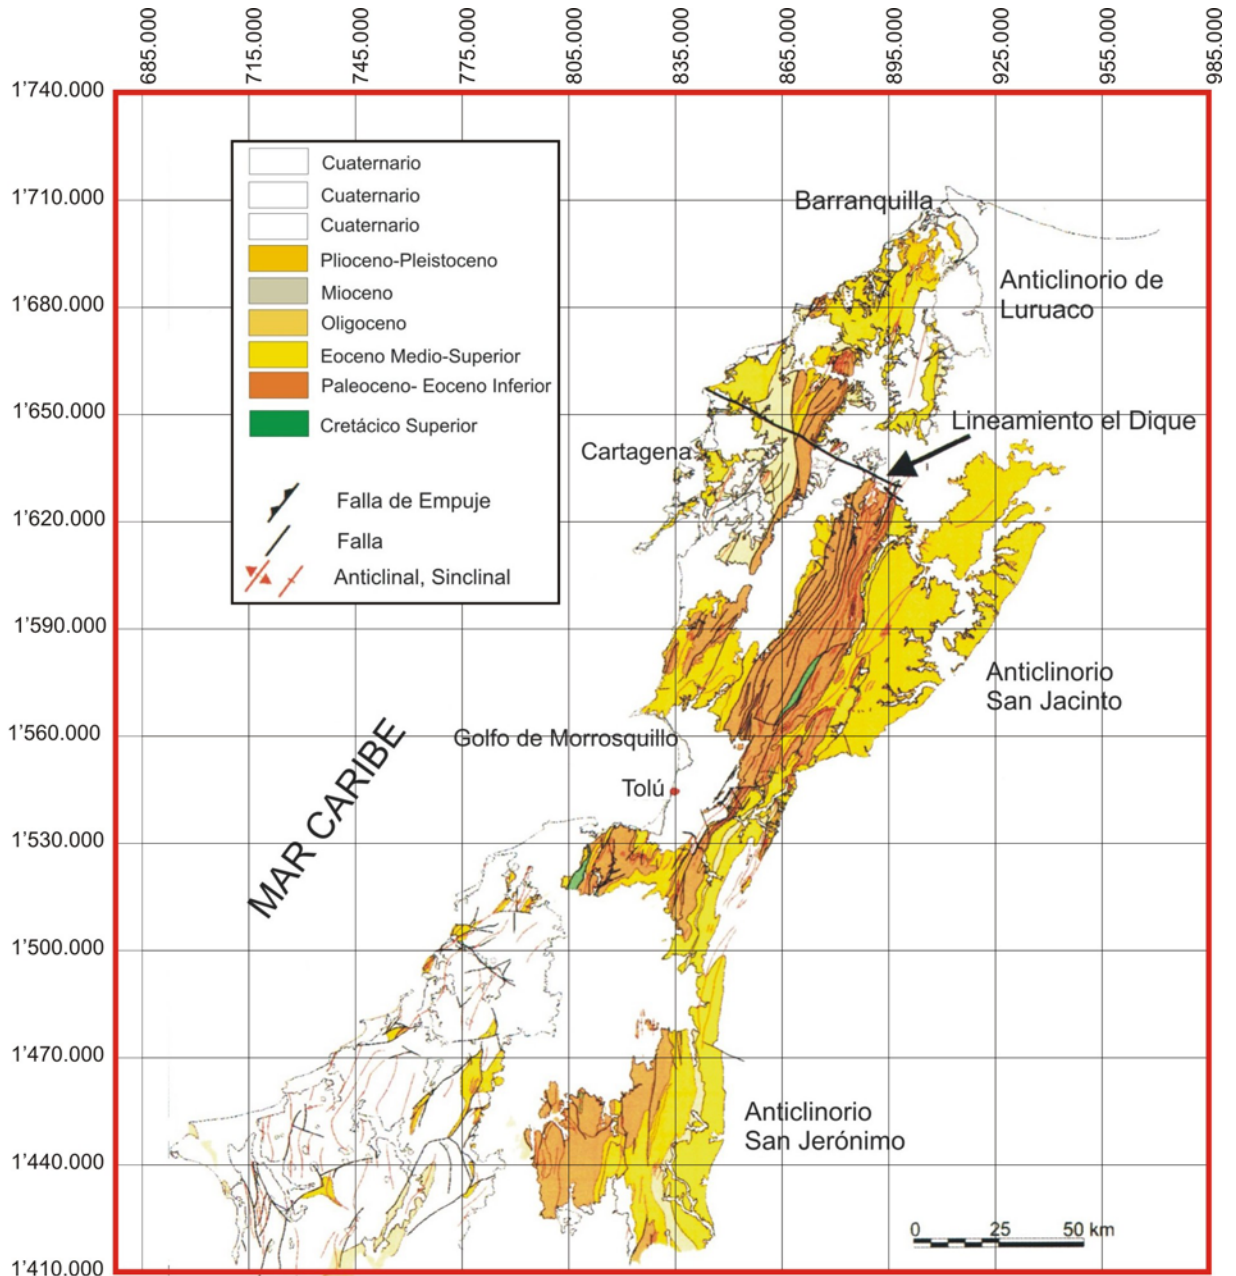 685.000
715.000
745.000
775.000
805.000
835.000
865.000
895.000
925.000
955.000
985.000
1'740.000
1'710.000
1'680.000
1'650.000
1'620.000
1'590.000
1'560.000
1'530.000
1'500.000
1'470.000
1'440.000
1'410.000
Cuaternario
Cuaternario
Cuaternario
Plioceno-Pleistoceno
Mioceno
Oligoceno
Eoceno Medio-Superior
Paleoceno- Eoceno Inferior
Cretácico Superior
Falla de Empuje
Falla
Anticlinal, Sinclinal
Barranquilla
Anticlinorio de
Luruaco
Lineamiento el Dique
Cartagena
Anticlinorio
San Jacinto
Golfo de Morrosquillo
Tolú
MAR CARIBE
Anticlinorio
San Jerónimo
0 25 50 km